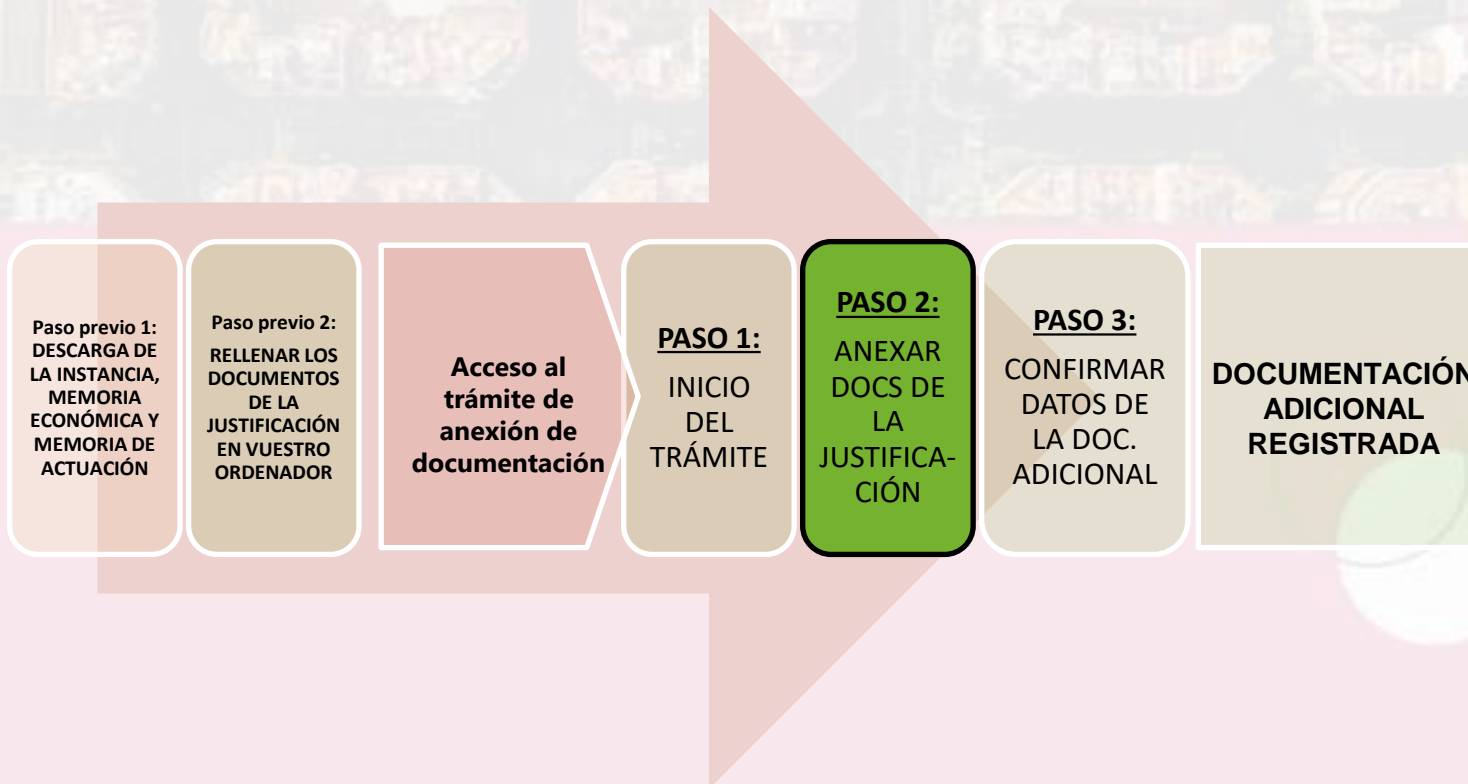 Paso previo 1:
DESCARGA DE
LA INSTANCIA,
MEMORIA
ECONÓMICA Y
MEMORIA DE
ACTUACIÓN
Paso previo 2:
RELLENAR LOS
DOCUMENTOS
DE LA
JUSTIFICACIÓN
EN VUESTRO
ORDENADOR
Acceso al
trámite de
anexión de
documentación
PASO 1:
INICIO
DEL
TRÁMITE
PASO 2:
ANEXAR
DOCS DE
LA
JUSTIFICA-
CIÓN
PASO 3:
CONFIRMAR
DATOS DE
LA DOC.
ADICIONAL
DOCUMENTACIÓN
ADICIONAL
REGISTRADA